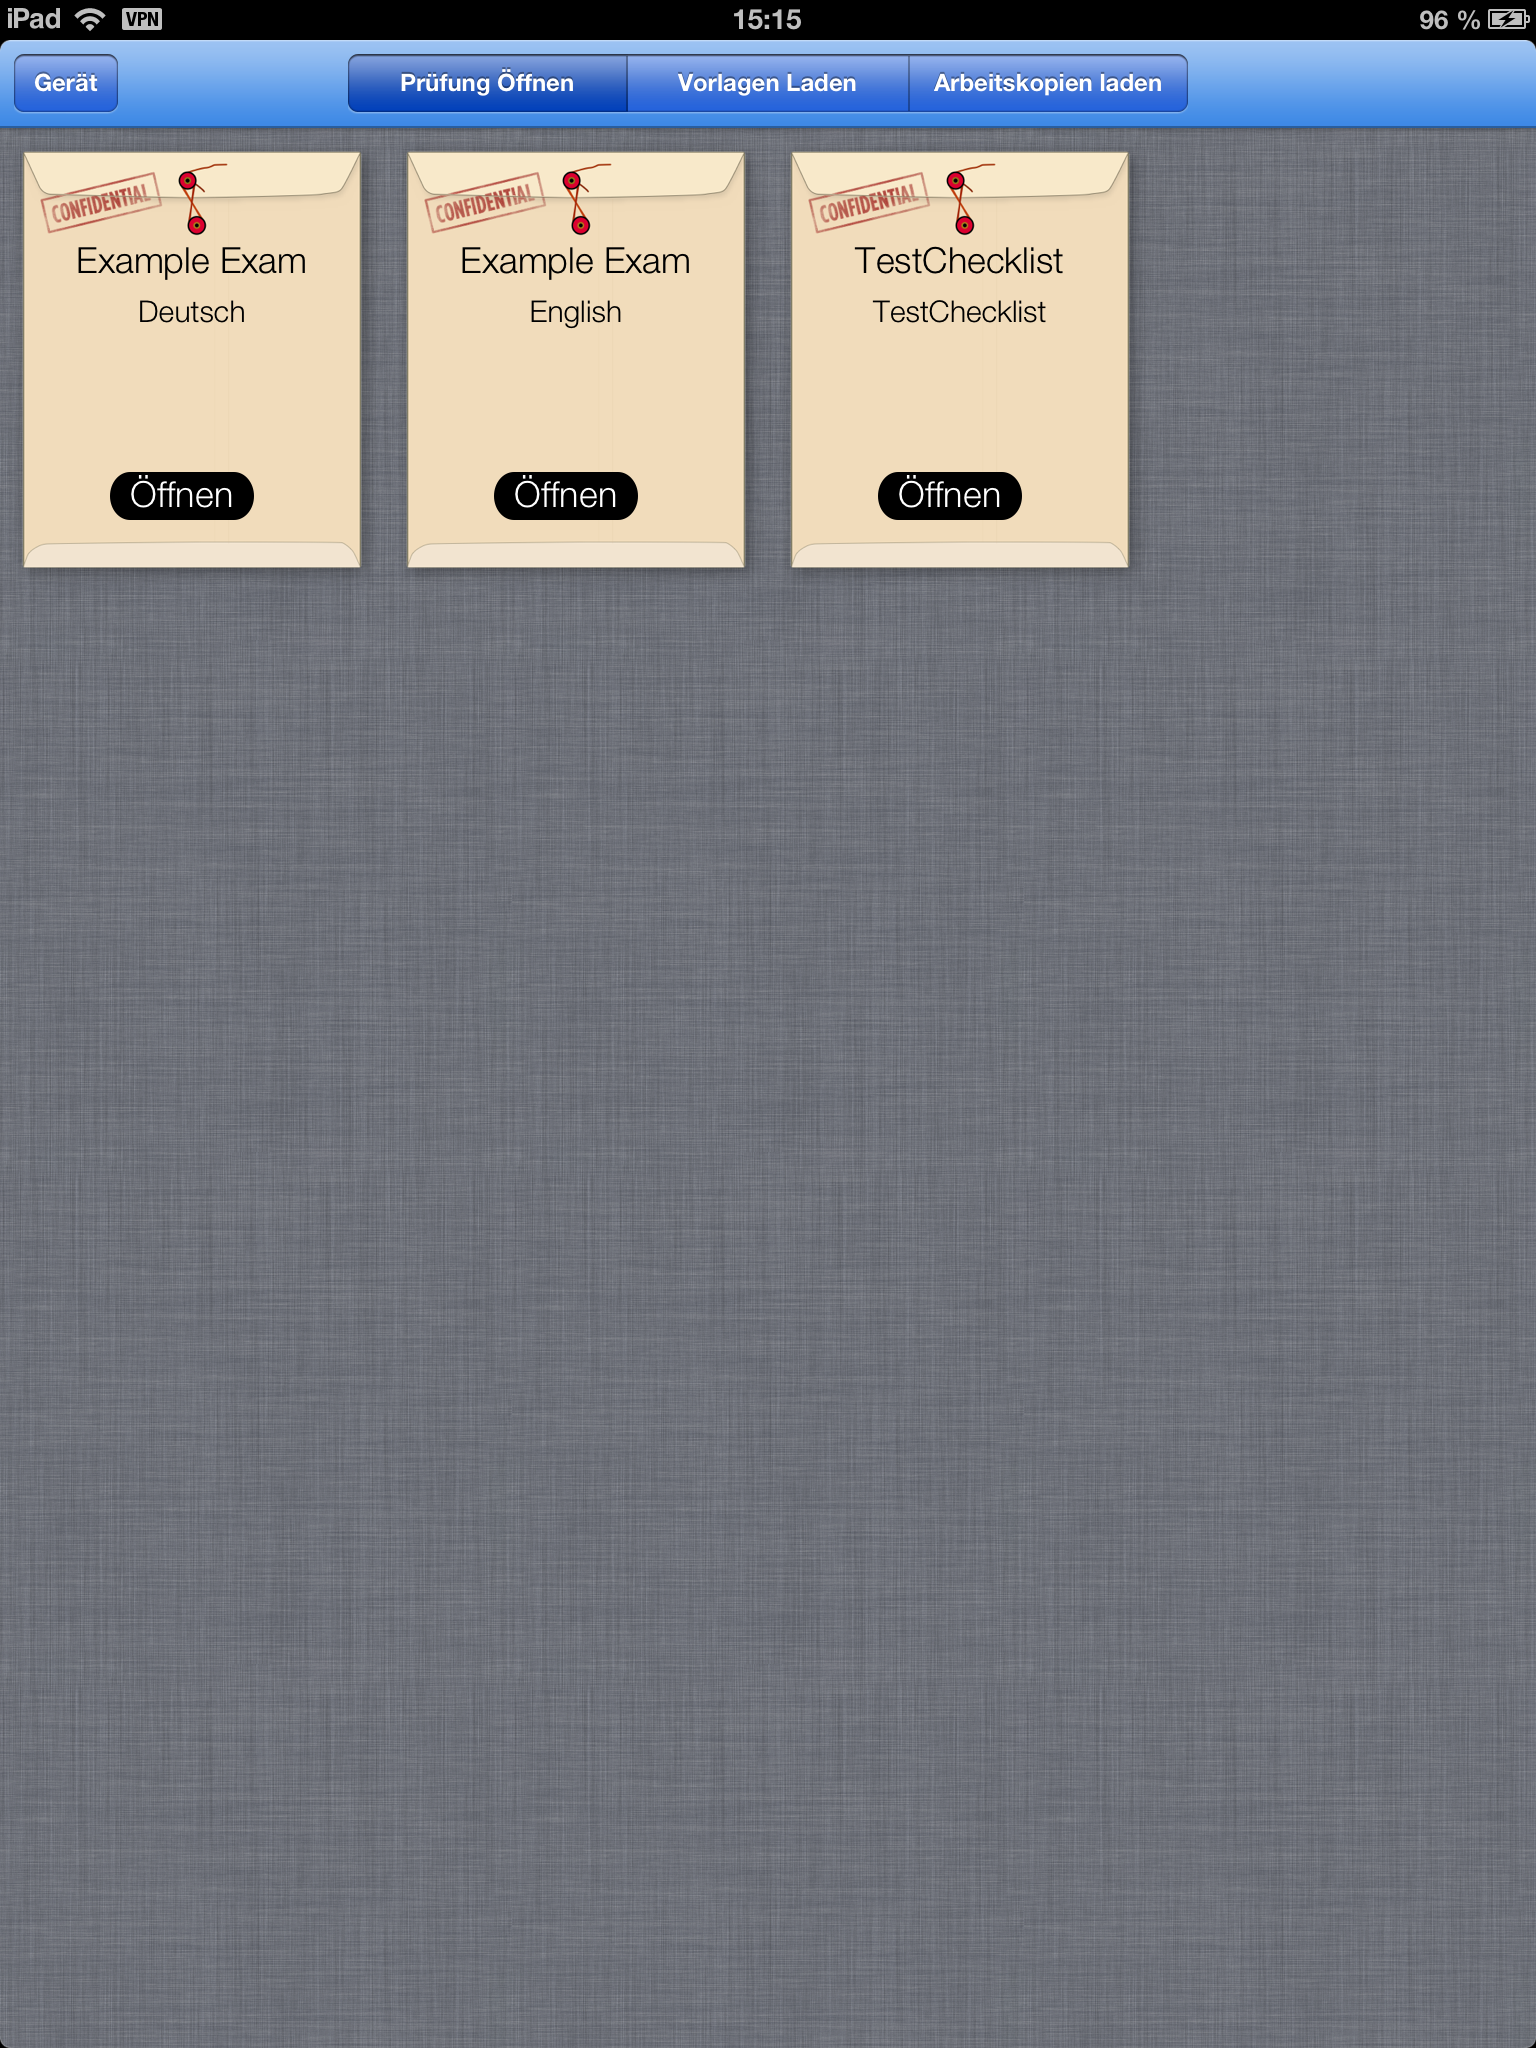 iPad VPN 15:15 96 %
Gerät Prüfung Öffnen Vorlagen Laden Arbeitskopien laden
CONFIDENTIAL
Example Exam
Deutsch
Öffnen
CONFIDENTIAL
Example Exam
English
Öffnen
CONFIDENTIAL
TestChecklist
TestChecklist
Öffnen